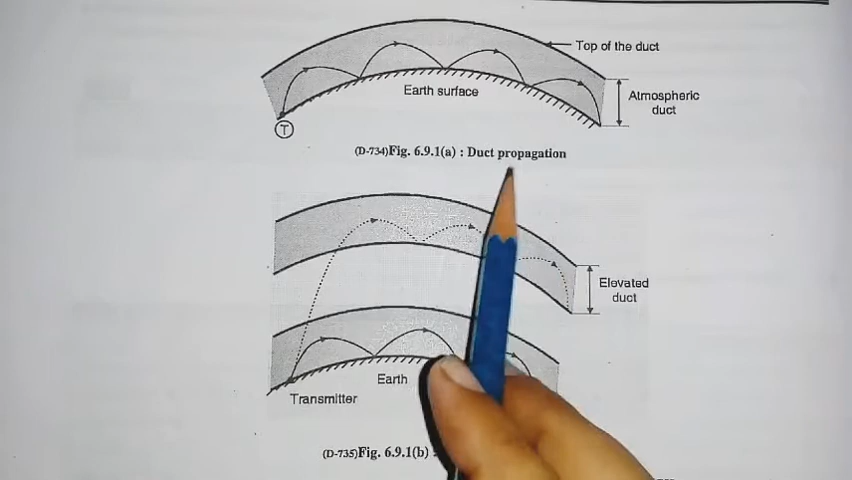 Top of the duct
Earth surface
Atmospheric
duct
T
(D-734)Fig. 6.9.1(a) : Duct propagation
Elevated
duct
Earth
Transmitter
(D-735)Fig. 6.9.1(b) :